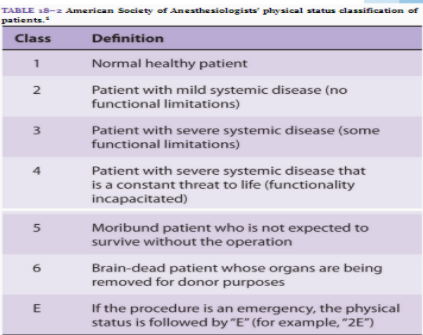 TABLE 18–2 American Society of Anesthesiologists' physical status classification of
patients.¹
Class Definition
1 Normal healthy patient
2 Patient with mild systemic disease (no
functional limitations)
3 Patient with severe systemic disease (some
functional limitations)
4 Patient with severe systemic disease that
is a constant threat to life (functionality
incapacitated)
5 Moribund patient who is not expected to
survive without the operation
6 Brain-dead patient whose organs are being
removed for donor purposes
E If the procedure is an emergency, the physical
status is followed by “E” (for example, “2E”)